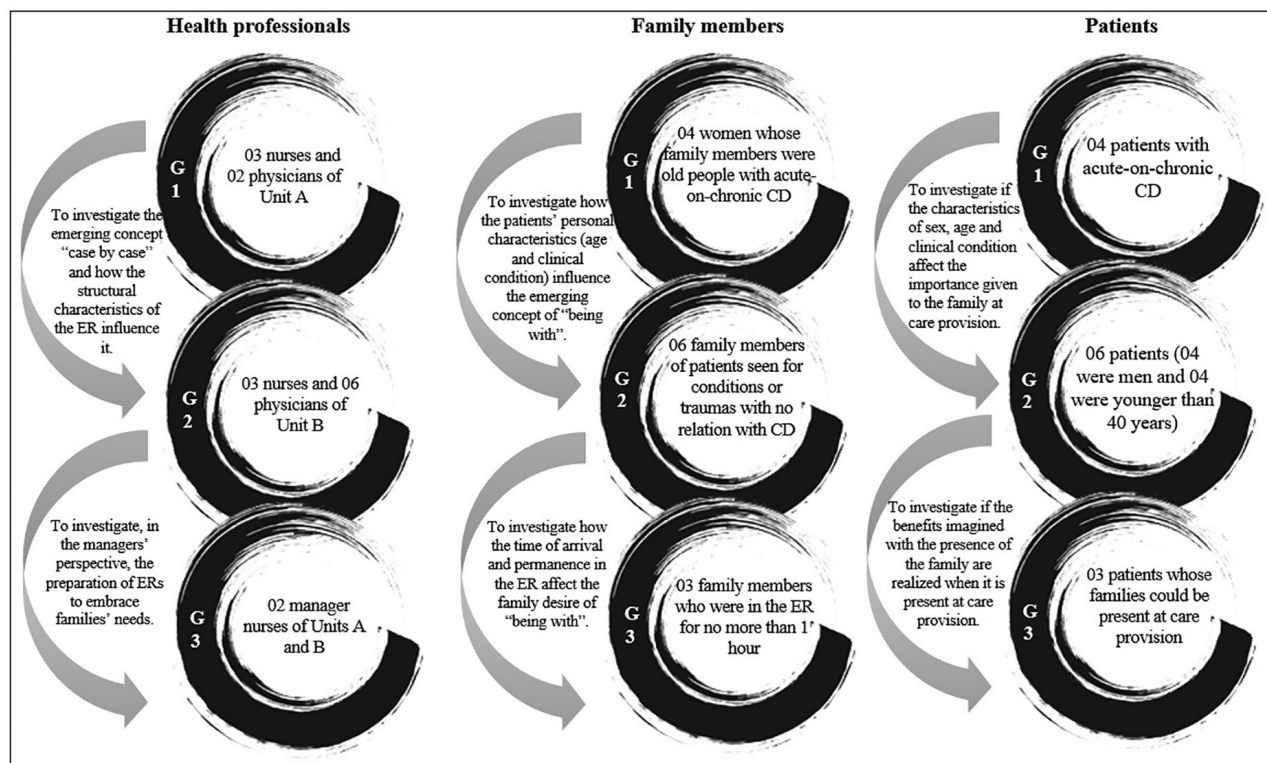 Health professionals
G
1
03 nurses and
02 physicians of
Unit A
To investigate the
emerging concept
“case by case”
and how the
structural
characteristics of
the ER influence
it.
G
2
03 nurses and 06
physicians of
Unit B
To investigate, in
the managers’
perspective, the
preparation of ERs
to embrace
families’ needs.
G
3
02 manager
nurses of Units A
and B
Family members
G
1
04 women whose
family members were
old people with acute-
on-chronic CD
To investigate how
the patients’ personal
characteristics (age
and clinical
condition) influence
the emerging
concept of “being
with”.
G
2
06 family members
of patients seen for
conditions or
traumas with no
relation with CD
To investigate how
the time of arrival
and permanence in
the ER affect the
family desire of
“being with”.
G
3
03 family members
who were in the ER
for no more than 1
hour
Patients
G
1
04 patients with
acute-on-chronic
CD
To investigate if
the characteristics
of sex, age and
clinical condition
affect the
importance given
to the family at
care provision.
G
2
06 patients (04
were men and 04
were younger than
40 years)
To investigate if the
benefits imagined
with the presence of
the family are
realized when it is
present at care
provision.
G
3
03 patients whose
families could be
present at care
provision